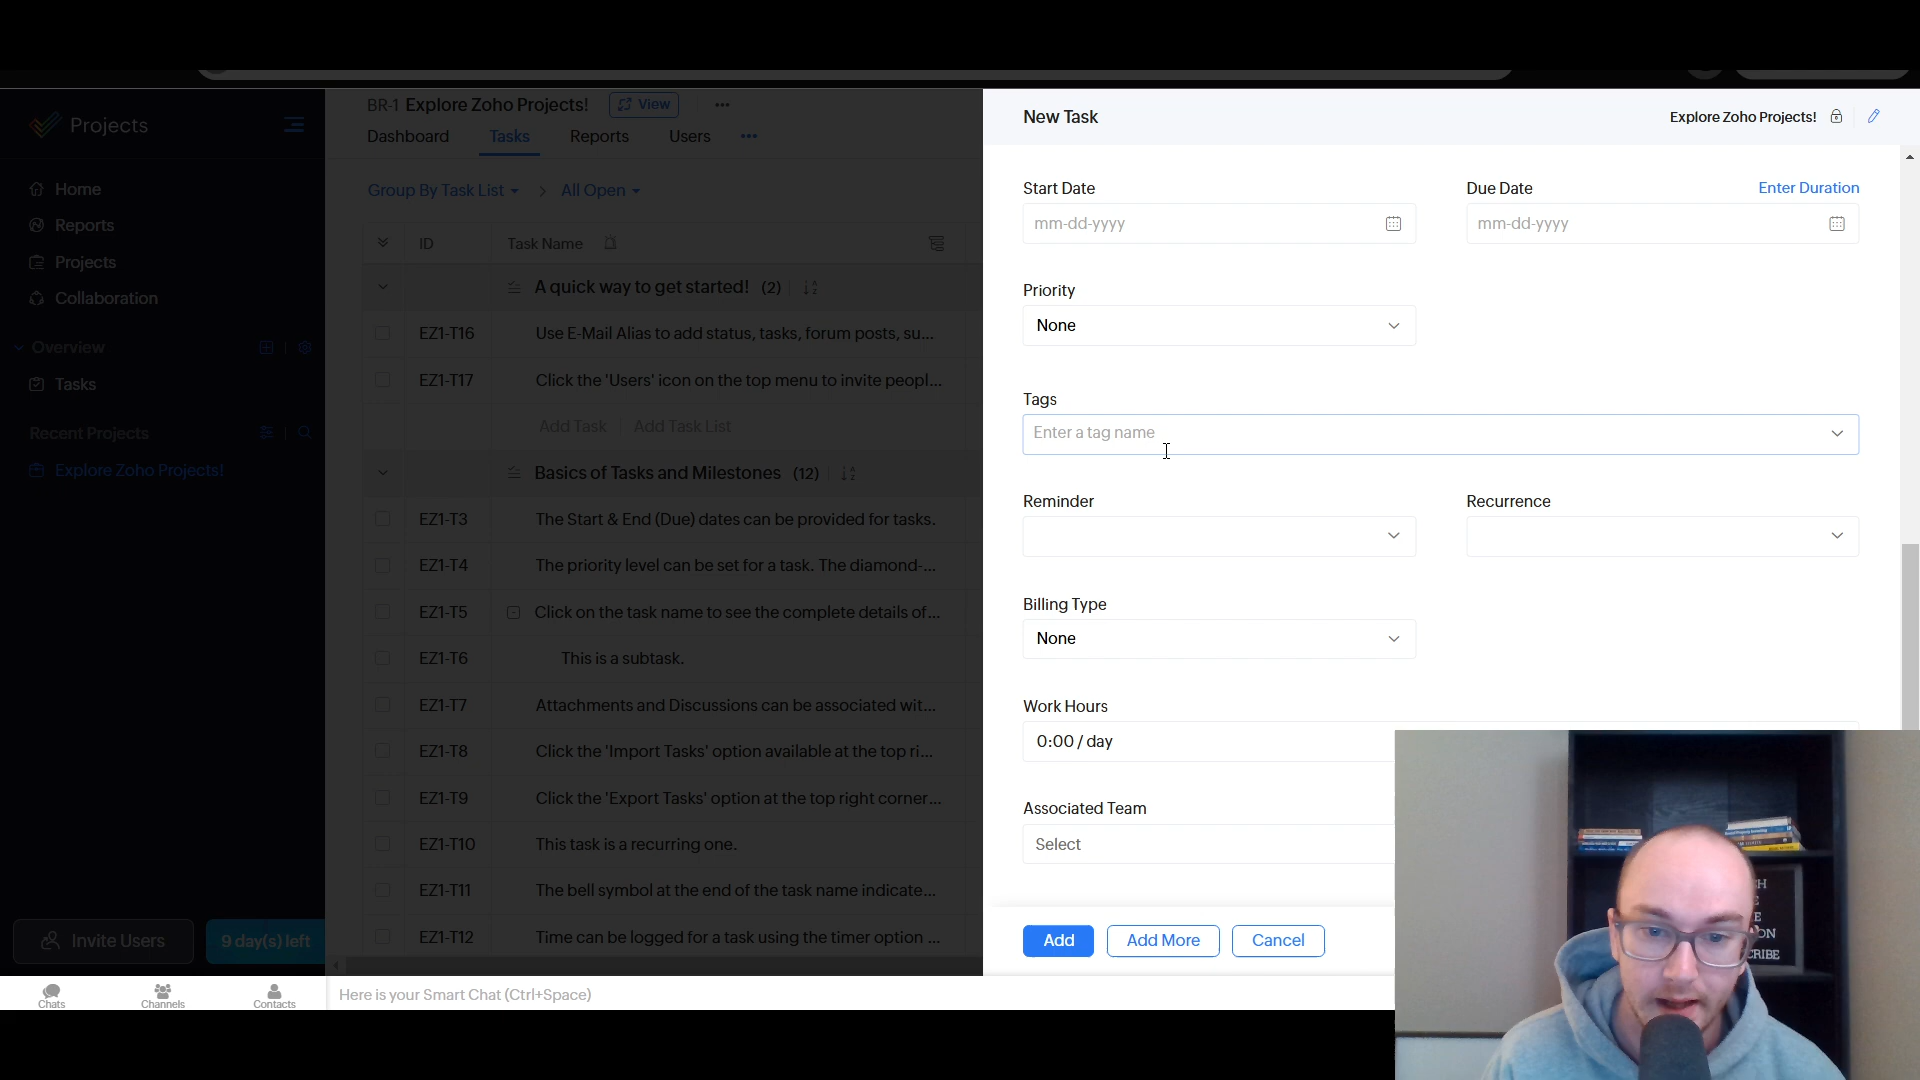 Projects
Home
Reports
Projects
Collaboration
Overview
Tasks
Recent Projects
Explore Zoho Projects!
Invite Users
9 day(s) left
Chats
Channels
Contacts
BR-1 Explore Zoho Projects! View
Dashboard Tasks Reports Users
Group By Task List All Open
ID Task Name
A quick way to get started! (2)
EZ1-T16 Use E-Mail Alias to add status, tasks, forum posts, su...
EZ1-T17 Click the 'Users' icon on the top menu to invite peopl...
Add Task Add Task List
Basics of Tasks and Milestones (12)
EZ1-T3 The Start & End (Due) dates can be provided for tasks.
EZ1-T4 The priority level can be set for a task. The diamond-...
EZ1-T5 Click on the task name to see the complete details of...
EZ1-T6 This is a subtask.
EZ1-T7 Attachments and Discussions can be associated wit...
EZ1-T8 Click the 'Import Tasks' option available at the top ri...
EZ1-T9 Click the 'Export Tasks' option at the top right corner...
EZ1-T10 This task is a recurring one.
EZ1-T11 The bell symbol at the end of the task name indicate...
EZ1-T12 Time can be logged for a task using the timer option ...
Here is your Smart Chat (Ctrl+Space)
New Task Explore Zoho Projects!
Start Date Due Date Enter Duration
mm-dd-yyyy mm-dd-yyyy
Priority
None
Tags
Enter a tag name
Reminder Recurrence
Billing Type
None
Work Hours
0:00 / day
Associated Team
Select
Add Add More Cancel